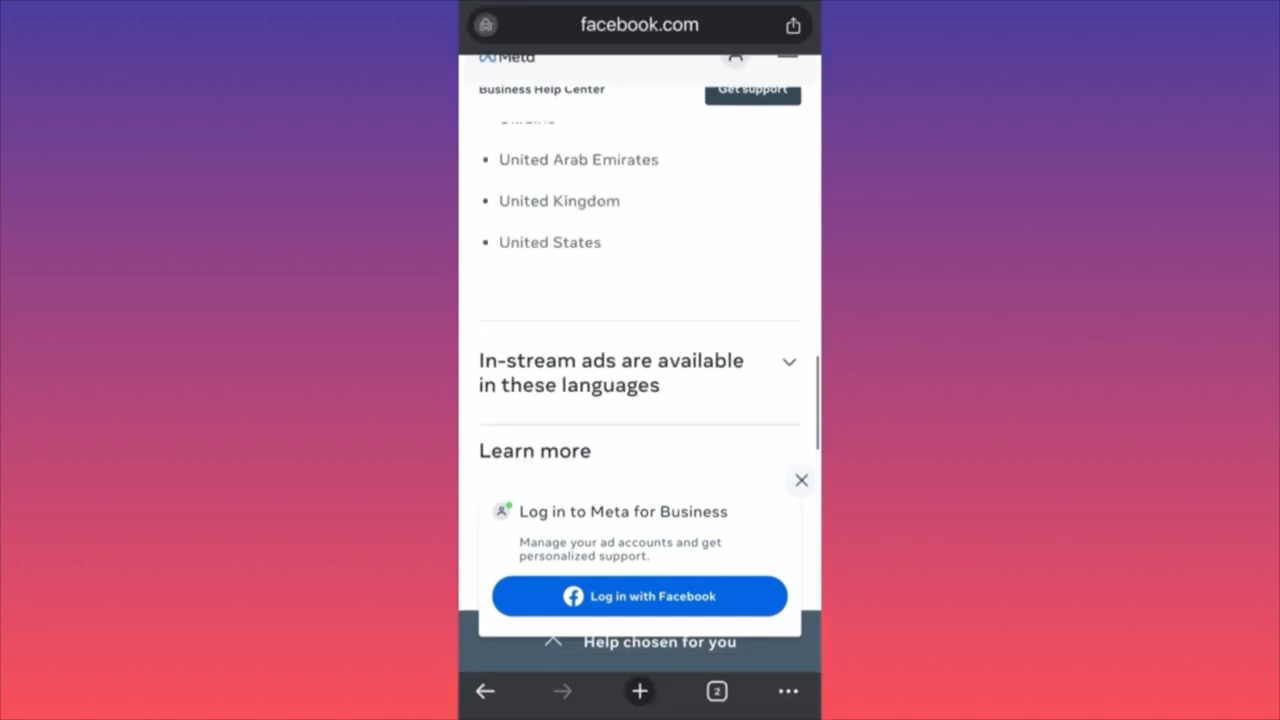 facebook.com
Meta
Business Help Center
Get support
United Arab Emirates
United Kingdom
United States
In-stream ads are available
in these languages
Learn more
Log in to Meta for Business
Manage your ad accounts and get
personalized support.
Log in with Facebook
Help chosen for you
2